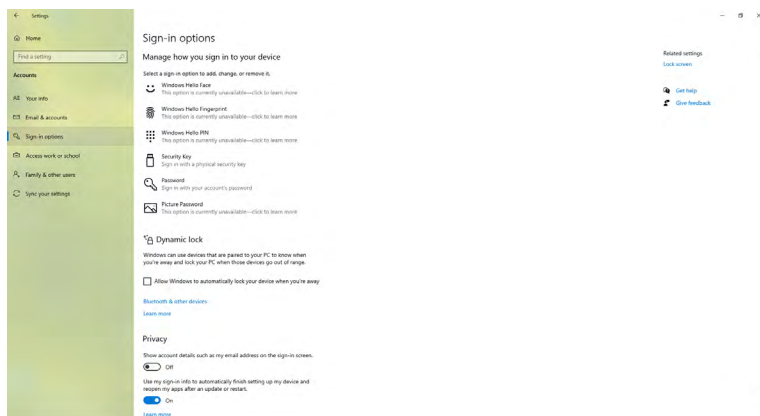 Settings
Home
Find a setting
Accounts
Your info
Email & accounts
Sign-in options
Access work or school
Family & other users
Sync your settings
Sign-in options
Manage how you sign in to your device
Select a sign-in option to add, change, or remove it.
Windows Hello Face
This option is currently unavailable—click to learn more
Windows Hello Fingerprint
This option is currently unavailable—click to learn more
Windows Hello PIN
This option is currently unavailable—click to learn more
Security Key
Sign in with a physical security key
Password
Sign in with your account's password
Picture Password
This option is currently unavailable—click to learn more
Dynamic lock
Windows can use devices that are paired to your PC to know when
you're away and lock your PC when those devices go out of range.
Allow Windows to automatically lock your device when you're away
Bluetooth & other devices
Learn more
Privacy
Show account details such as my email address on the sign-in screen.
Off
Use my sign-in info to automatically finish setting up my device and
reopen my apps after an update or restart.
On
Learn more
Related settings
Lock screen
Get help
Give feedback